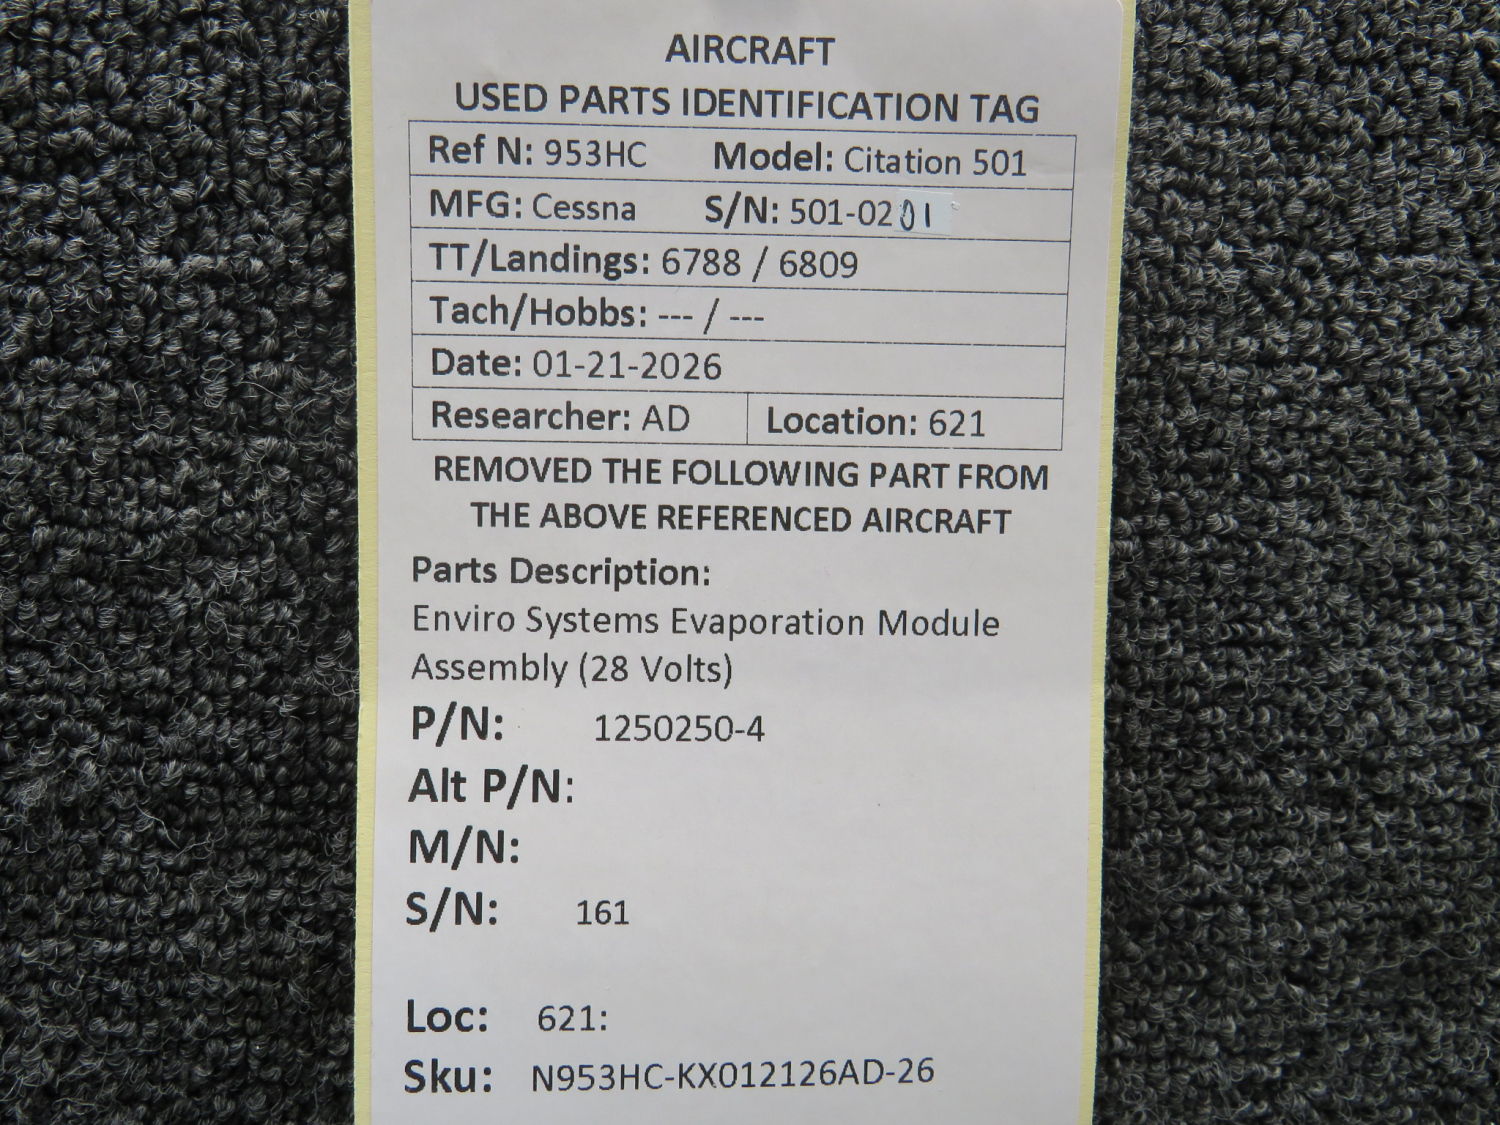 AIRCRAFT
USED PARTS IDENTIFICATION TAG
Ref N: 953HC Model: Citation 501
MFG: Cessna S/N: 501-0201
TT/Landings: 6788 / 6809
Tach/Hobbs: --- / ---
Date: 01-21-2026
Researcher: AD Location: 621
REMOVED THE FOLLOWING PART FROM
THE ABOVE REFERENCED AIRCRAFT
Parts Description:
Enviro Systems Evaporation Module
Assembly (28 Volts)
P/N: 1250250-4
Alt P/N:
M/N:
S/N: 161
Loc: 621:
Sku: N953HC-KX012126AD-26